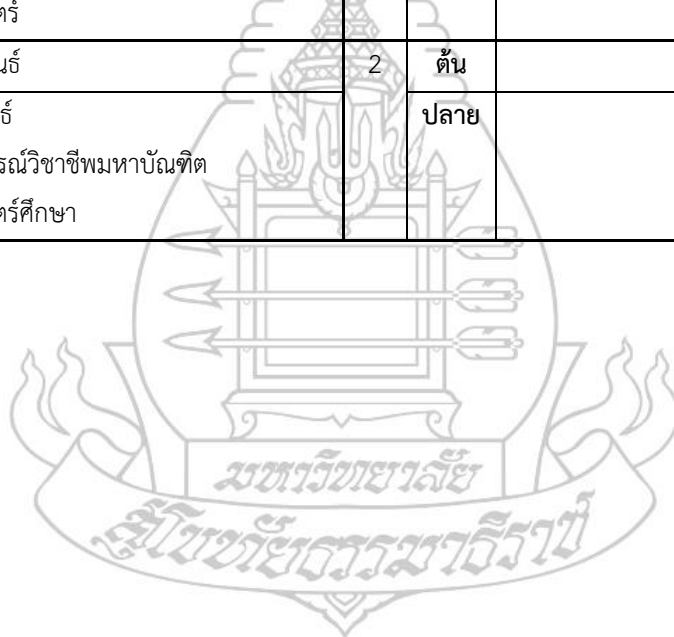 ตร์
นธ์ 2 ต้น
ธ์ ปลาย
รณ์วิชาชีพมหาบัณฑิต
ตร์ศึกษา
มหาวิทยาลัย
สุโขทัยธรรมาธิราช